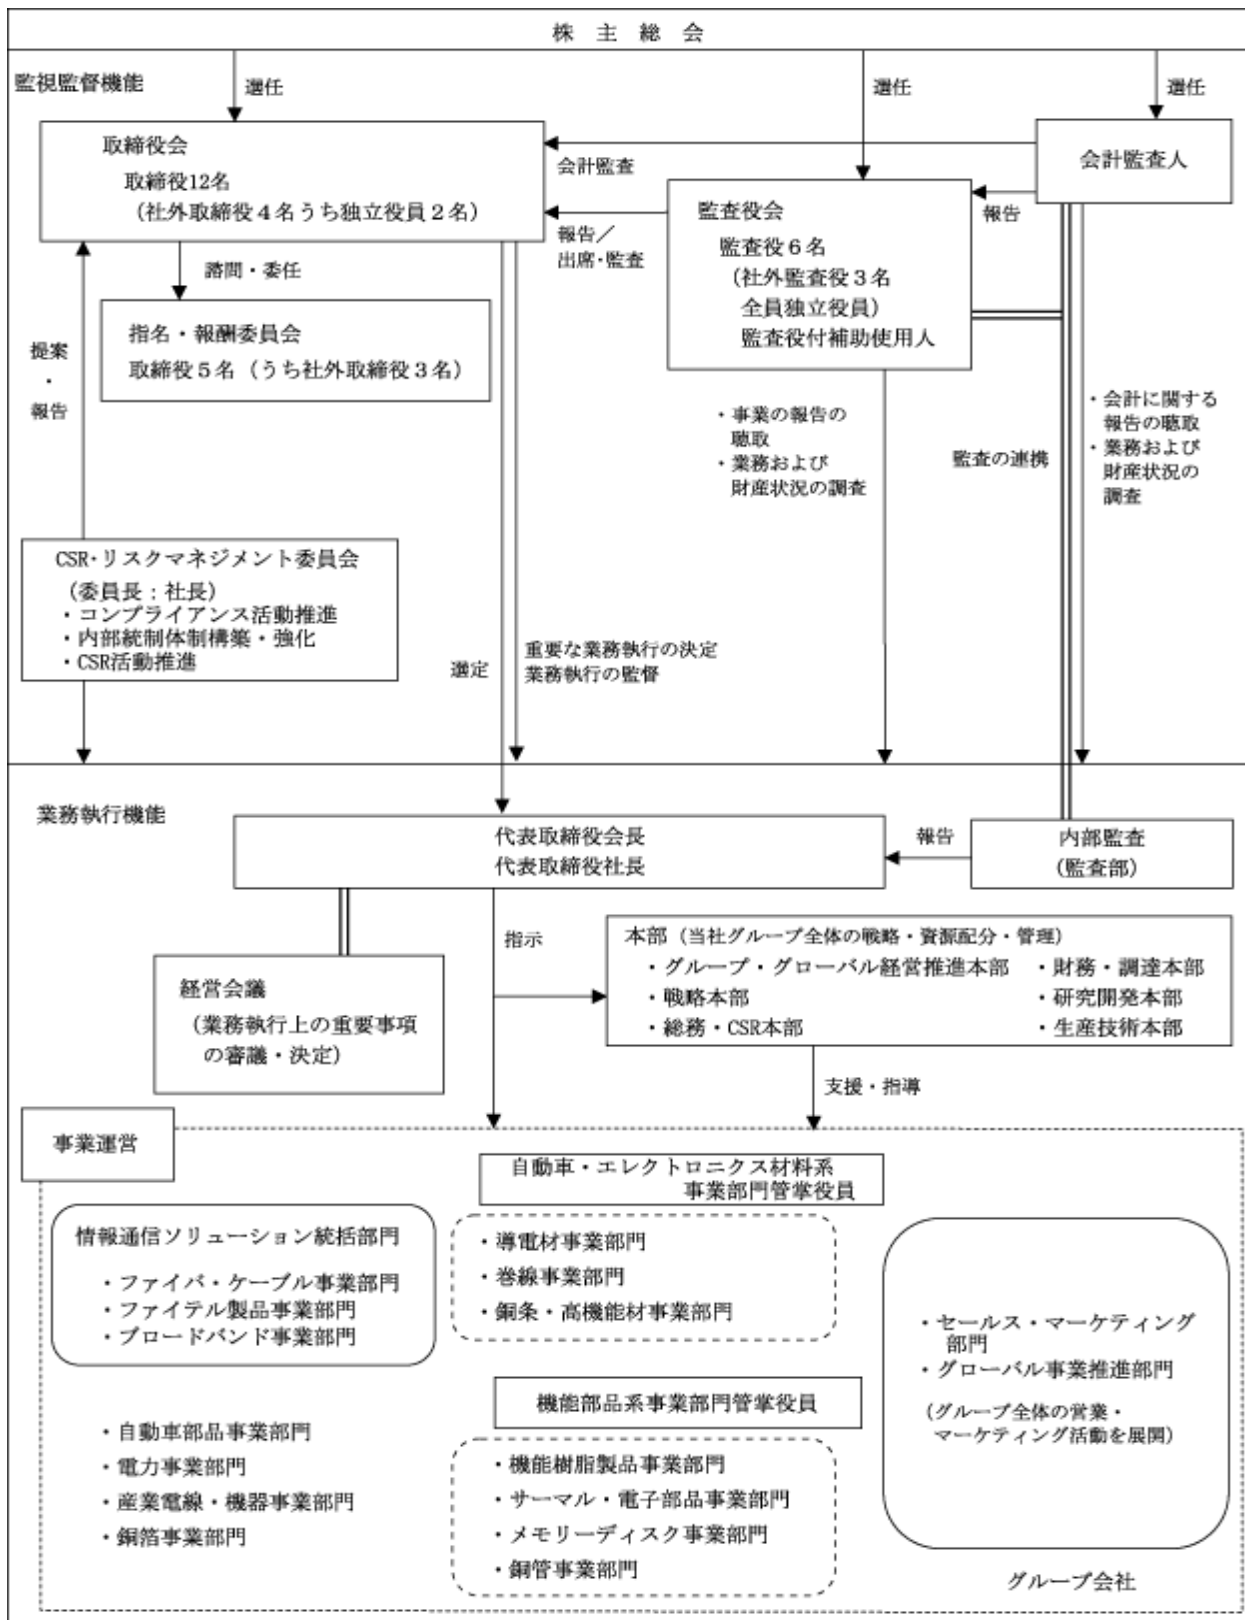 株 主 総 会
監視監督機能
選任
選任
選任
取締役会
取締役12名
（社外取締役４名うち独立役員２名）
会計監査
会計監査人
報告
監査役会
監査役６名
（社外監査役３名
全員独立役員）
監査役付補助使用人
報告／
出席・監査
諮問・委任
指名・報酬委員会
取締役５名（うち社外取締役３名）
提案
・
報告
・事業の報告の
聴取
・業務および
財産状況の調査
監査の連携
・会計に関する
報告の聴取
・業務および
財産状況の
調査
CSR・リスクマネジメント委員会
（委員長：社長）
・コンプライアンス活動推進
・内部統制体制構築・強化
・CSR活動推進
選定
重要な業務執行の決定
業務執行の監督
業務執行機能
代表取締役会長
代表取締役社長
報告
内部監査
（監査部）
指示
経営会議
（業務執行上の重要事項
の審議・決定）
本部（当社グループ全体の戦略・資源配分・管理）
・グループ・グローバル経営推進本部
・財務・調達本部
・戦略本部
・研究開発本部
・総務・CSR本部
・生産技術本部
支援・指導
事業運営
自動車・エレクトロニクス材料系
事業部門管掌役員
情報通信ソリューション統括部門
・ファイバ・ケーブル事業部門
・ファイテル製品事業部門
・ブロードバンド事業部門
・導電材事業部門
・巻線事業部門
・銅条・高機能材事業部門
・セールス・マーケティング
部門
・グローバル事業推進部門
（グループ全体の営業・
マーケティング活動を展開）
機能部品系事業部門管掌役員
・自動車部品事業部門
・電力事業部門
・産業電線・機器事業部門
・銅箔事業部門
・機能樹脂製品事業部門
・サーマル・電子部品事業部門
・メモリーディスク事業部門
・銅管事業部門
グループ会社